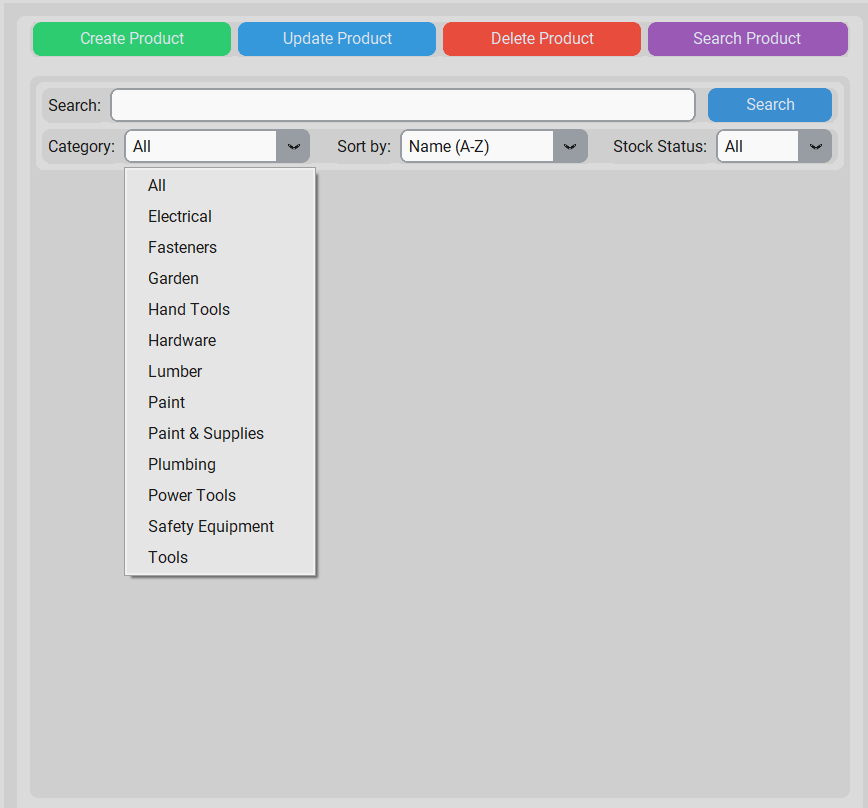 Create Product Update Product Delete Product Search Product
Search: Search
Category: All Sort by: Name (A-Z) Stock Status: All
All
Electrical
Fasteners
Garden
Hand Tools
Hardware
Lumber
Paint
Paint & Supplies
Plumbing
Power Tools
Safety Equipment
Tools